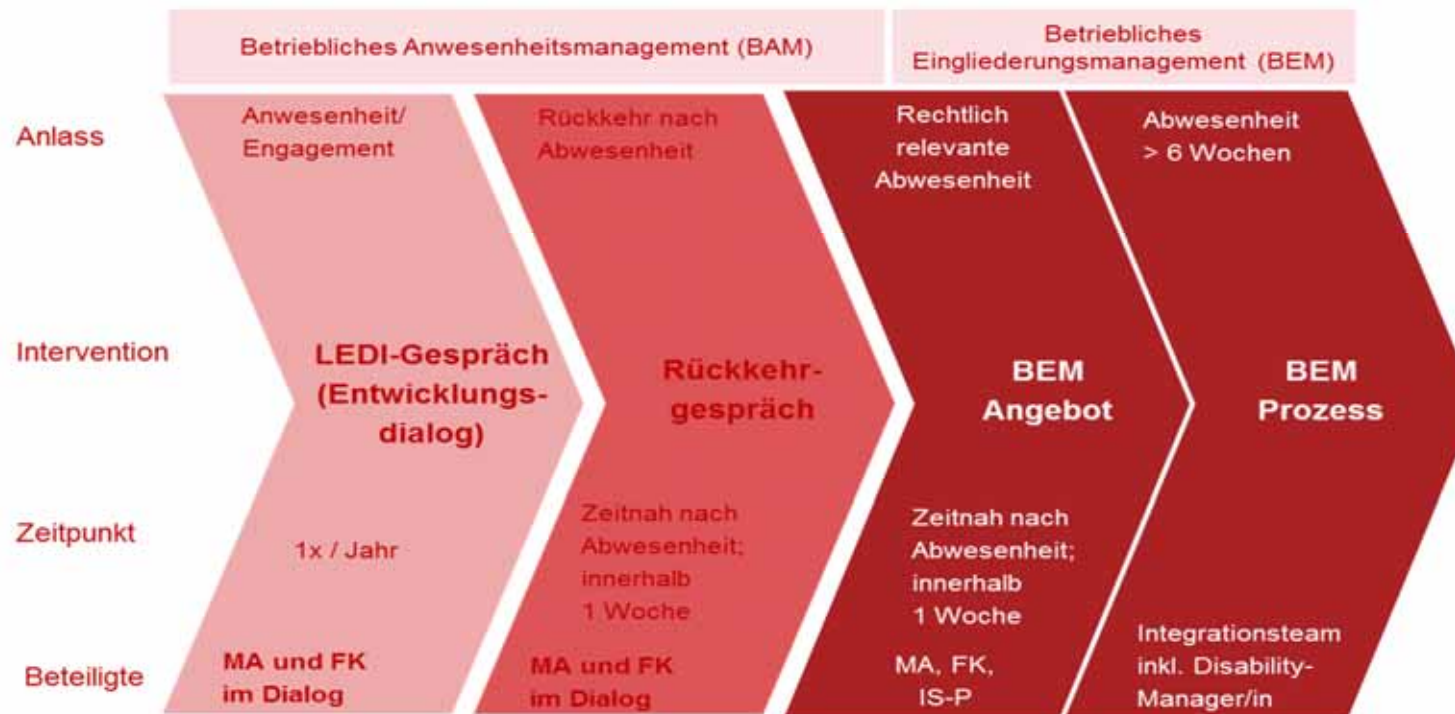 Betriebliches Anwesenheitsmanagement (BAM)
Betriebliches
Eingliederungsmanagement (BEM)
Anlass
Anwesenheit/
Engagement
Rückkehr nach
Abwesenheit
Rechtlich
relevante
Abwesenheit
Abwesenheit
> 6 Wochen
Intervention
LEDI-Gespräch
(Entwicklungs-
dialog)
Rückkehr-
gespräch
BEM
Angebot
BEM
Prozess
Zeitpunkt
1x / Jahr
Zeitnah nach
Abwesenheit;
innerhalb
1 Woche
Zeitnah nach
Abwesenheit;
innerhalb
1 Woche
Beteiligte
MA und FK
im Dialog
MA und FK
im Dialog
MA, FK,
IS-P
Integrationsteam
inkl. Disability-
Manager/in